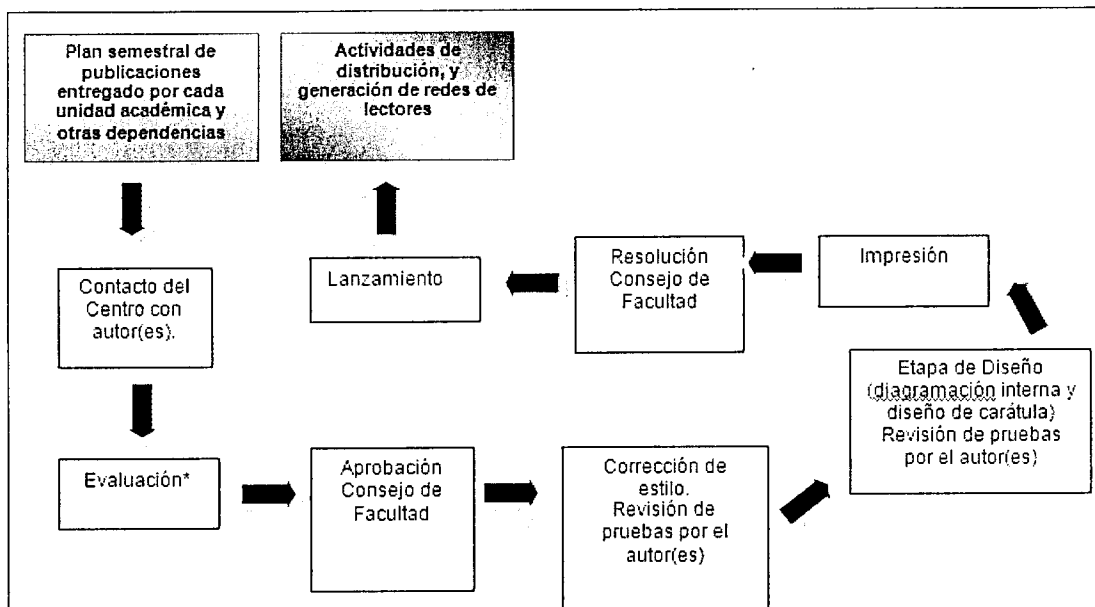 Plan semestral de
publicaciones
entregado por cada
unidad académica y
otras dependencias
Actividades de
distribución, y
generación de redes de
lectores
Contacto del
Centro con
autor(es).
Lanzamiento
Resolución
Consejo de
Facultad
Impresión
Evaluación*
Aprobación
Consejo de
Facultad
Corrección de
estilo.
Revisión de
pruebas por el
autor(es)
Etapa de Diseño
(diagramación interna y
diseño de carátula)
Revisión de pruebas
por el autor(es)